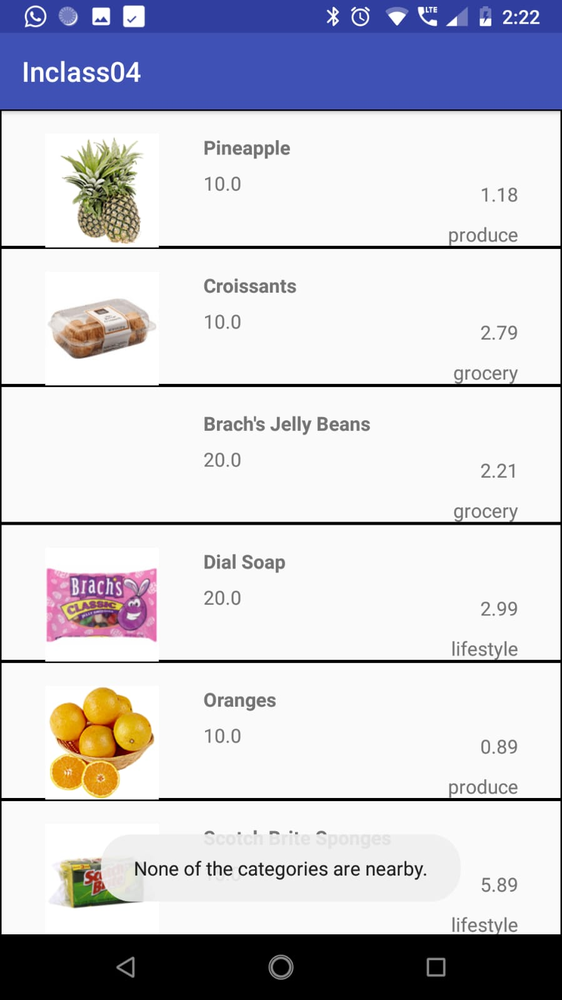 LTE
2:22
Inclass04
Pineapple
10.0
1.18
produce
Croissants
10.0
2.79
grocery
Brach's Jelly Beans
20.0
2.21
grocery
Dial Soap
20.0
2.99
lifestyle
Brach's
CLASSIC
Oranges
10.0
0.89
produce
Scotch Brite Sponges
5.89
lifestyle
None of the categories are nearby.